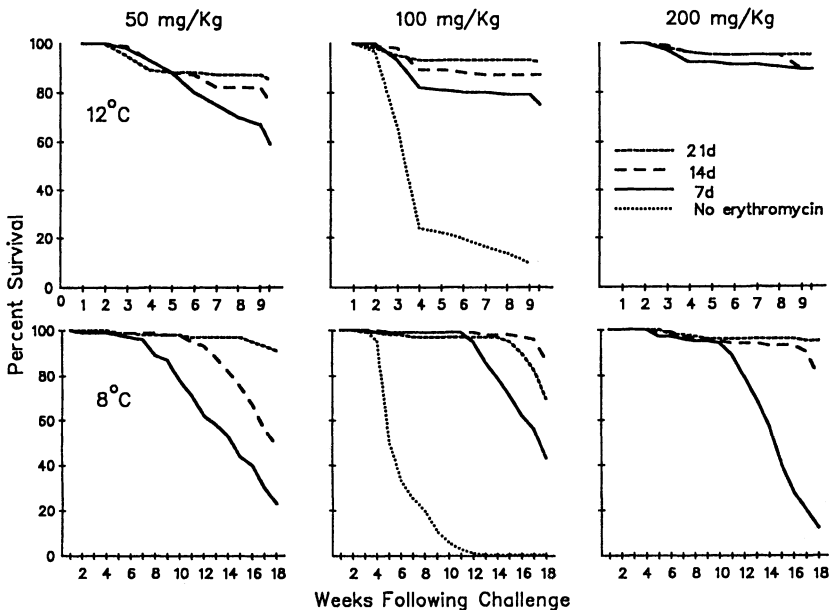 50 mg/Kg 100 mg/Kg 200 mg/Kg
100
80
60
40
20
0
12°C
0 1 2 3 4 5 6 7 8 9
1 2 3 4 5 6 7 8 9
1 2 3 4 5 6 7 8 9
21d
14d
7d
No erythromycin
Percent Survival
100
80
60
40
20
0
8°C
2 4 6 8 10 12 14 16 18
2 4 6 8 10 12 14 16 18
2 4 6 8 10 12 14 16 18
Weeks Following Challenge